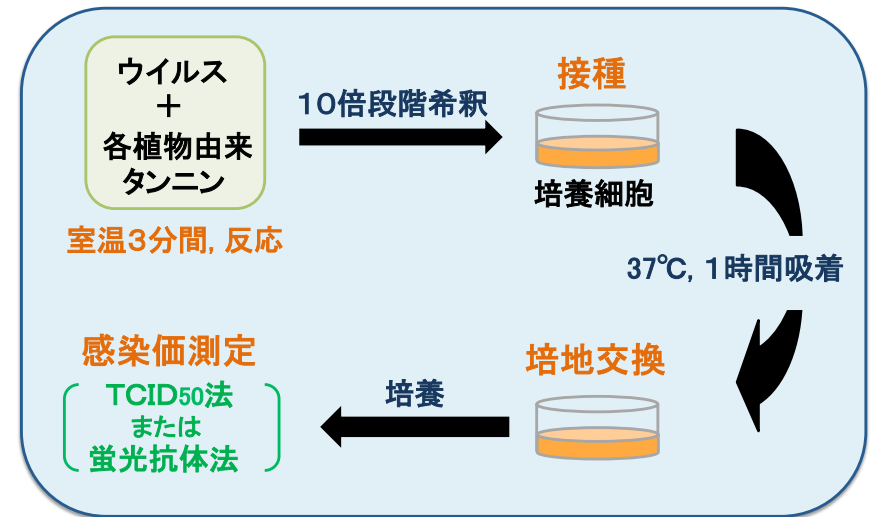 ウイルス
＋
各植物由来
タンニン
室温３分間, 反応
１０倍段階希釈
接種
培養細胞
37℃, １時間吸着
培地交換
培養
感染価測定
TCID50法
または
蛍光抗体法